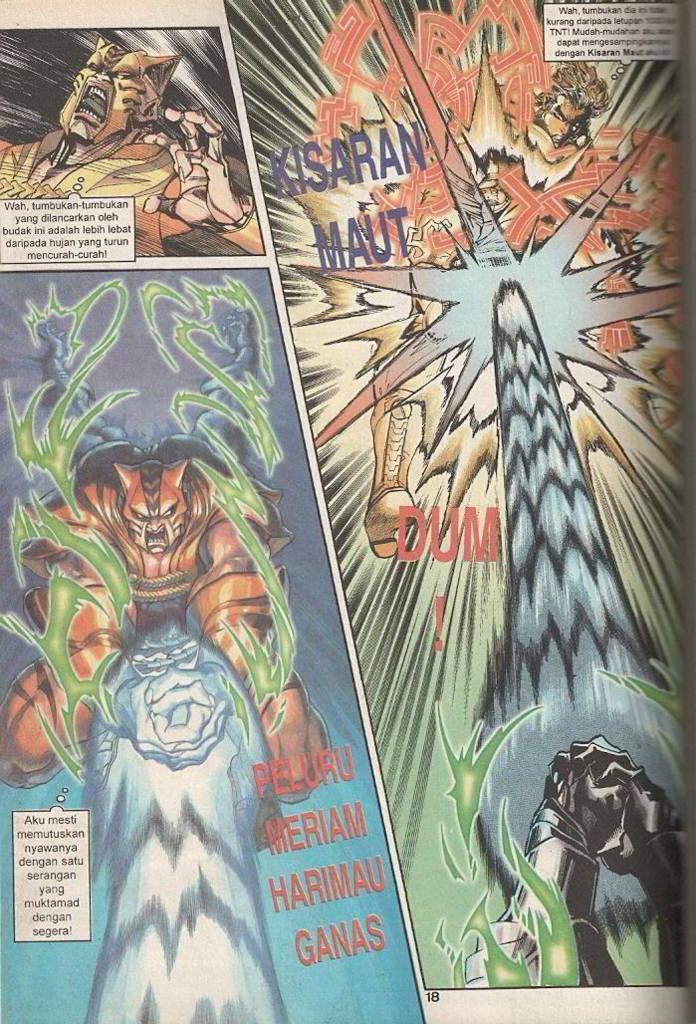 Wah, tumbukan-tumbukan
yang dilancarkan oleh
budak ini adalah lebih lebat
daripada hujan yang turun
mencurah-curah!
Aku mesti
memutuskan
nyawanya
dengan satu
serangan
yang
muktamad
dengan
segera!
PELURU
MERIAM
HARIMAU
GANAS
Wah, tumbukan dia ini
kurang daripada letupan
TNT! Mudah-mudahan aku
dapat mengesampingkannya
dengan Kisaran Maut
KISARAN
MAUT
DUM
!
18